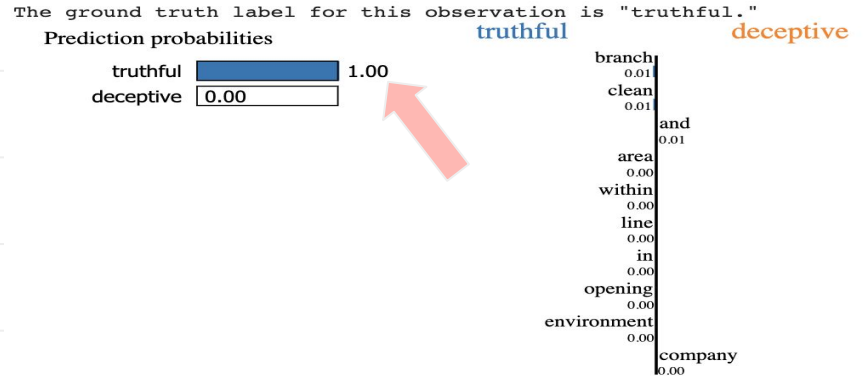 The ground truth label for this observation is "truthful."
Prediction probabilities
truthful 1.00
deceptive 0.00
truthful deceptive
branch
0.01
clean
0.01
and
0.01
area
0.00
within
0.00
line
0.00
in
0.00
opening
0.00
environment
0.00
company
0.00